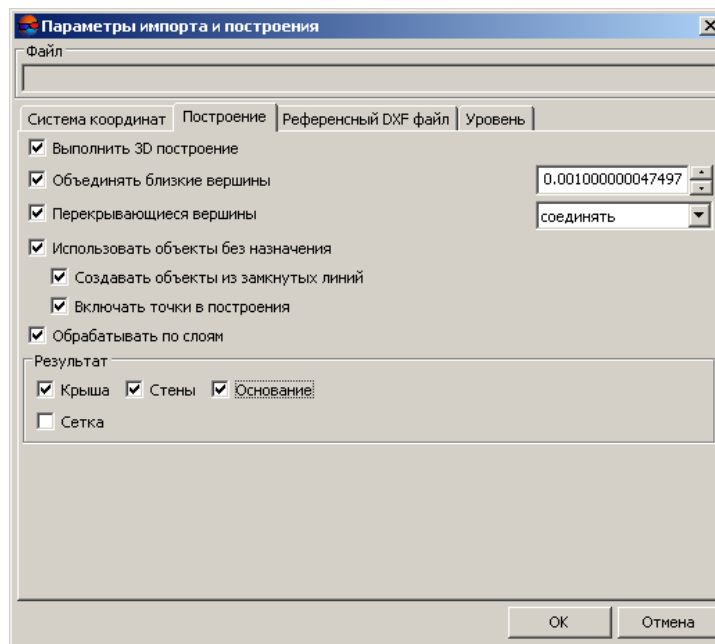 Параметры импорта и построения
Файл
Система координат Построение Референсный DXF файл Уровень
Выполнить 3D построение
Объединять близкие вершины 0.001000000047497
Перекрывающиеся вершины соединять
Использовать объекты без назначения
Создавать объекты из замкнутых линий
Включать точки в построения
Обрабатывать по слоям
Результат
Крыша Стены Основание
Сетка
OK Отмена